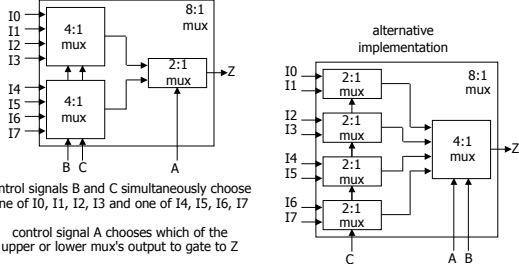 I0
I1
I2
I3
4:1
mux
8:1
mux
2:1
mux
Z
I4
I5
I6
I7
4:1
mux
B C
A
signals B and C simultaneously choose
of I0, I1, I2, I3 and one of I4, I5, I6, I7
control signal A chooses which of the
upper or lower mux's output to gate to Z
alternative
implementation
I0
I1
2:1
mux
8:1
mux
I2
I3
2:1
mux
4:1
mux
Z
I4
I5
2:1
mux
I6
I7
2:1
mux
C
A B